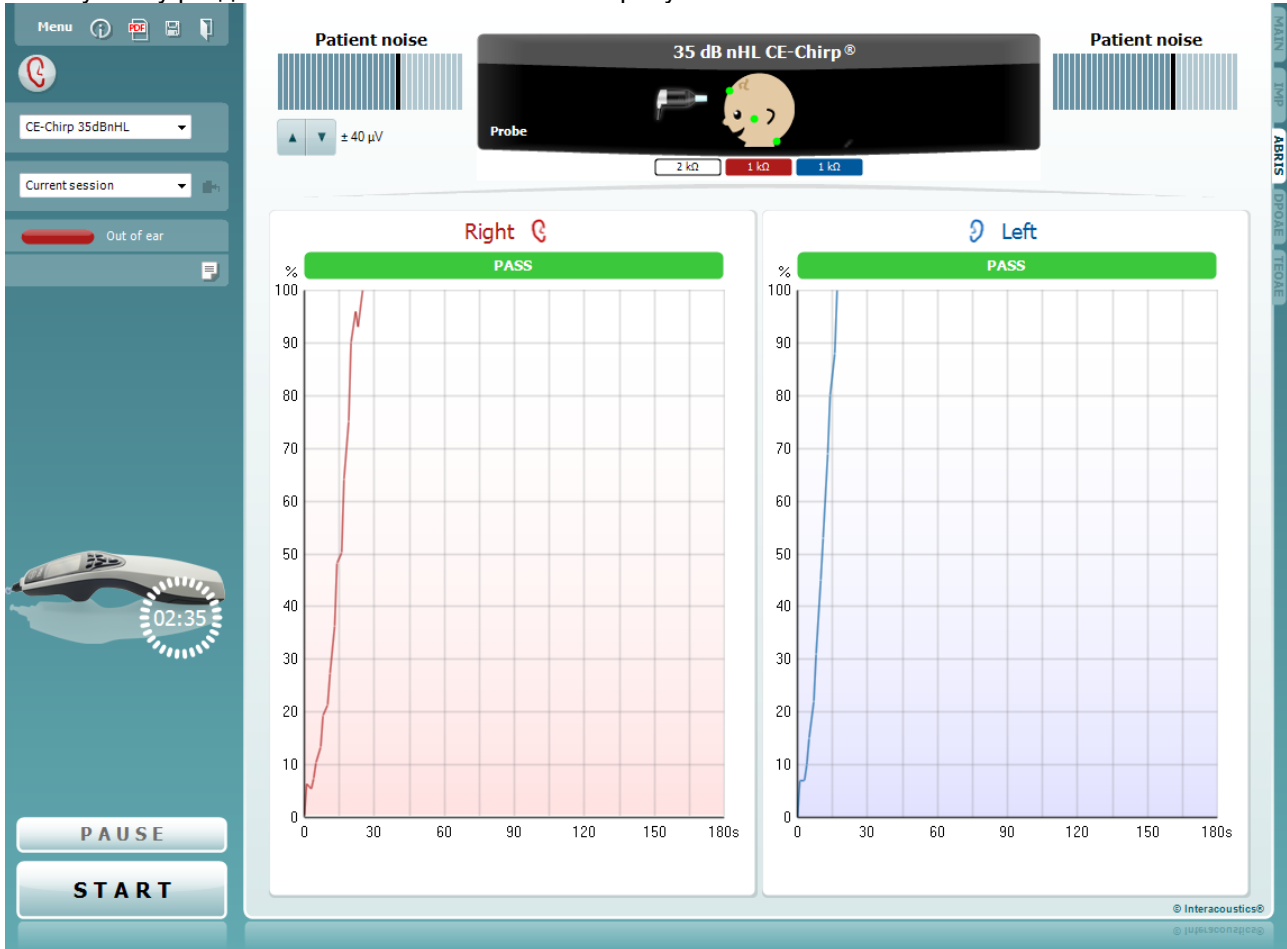 Menu
PDF
CE-Chirp 35dBnHL
Current session
Out of ear
02:35
PAUSE
START
Patient noise
± 40 µV
35 dB nHL CE-Chirp®
Probe
2 kΩ 1 kΩ 1 kΩ
Patient noise
MAIN
IMP
ABRIS
DPOAE
TEOAE
Right
PASS
%
100
90
80
70
60
50
40
30
20
10
0
0 30 60 90 120 150 180s
Left
PASS
%
100
90
80
70
60
50
40
30
20
10
0
0 30 60 90 120 150 180s
© Interacoustics®